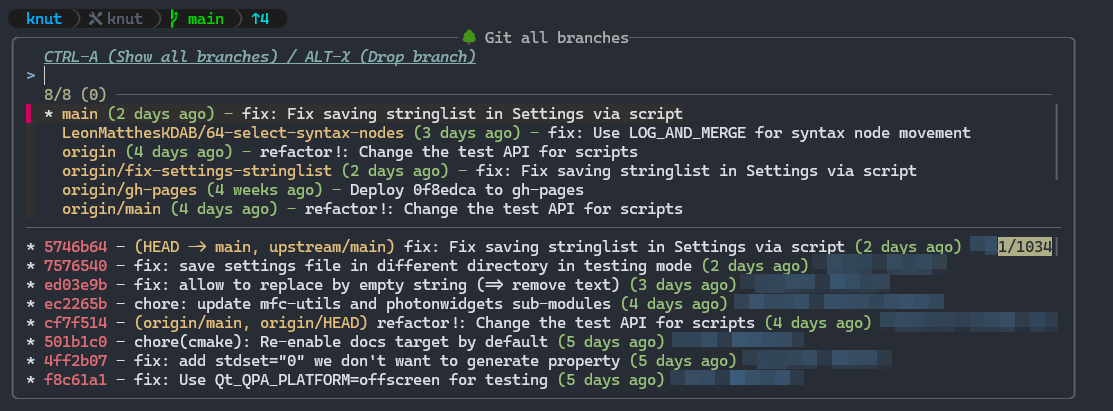 knut knut main ↑4
Git all branches
CTRL-A (Show all branches) / ALT-X (Drop branch)
>
8/8 (0)
* main (2 days ago) - fix: Fix saving stringlist in Settings via script
LeonMatthesKDAB/64-select-syntax-nodes (3 days ago) - fix: Use LOG_AND_MERGE for syntax node movement
origin (4 days ago) - refactor!: Change the test API for scripts
origin/fix-settings-stringlist (2 days ago) - fix: Fix saving stringlist in Settings via script
origin/gh-pages (4 weeks ago) - Deploy 0f8edca to gh-pages
origin/main (4 days ago) - refactor!: Change the test API for scripts
* 5746b64 - (HEAD -> main, upstream/main) fix: Fix saving stringlist in Settings via script (2 days ago) 1/1034
* 7576540 - fix: save settings file in different directory in testing mode (2 days ago)
* ed03e9b - fix: allow to replace by empty string (=> remove text) (3 days ago)
* ec2265b - chore: update mfc-utils and photonwidgets sub-modules (4 days ago)
* cf7f514 - (origin/main, origin/HEAD) refactor!: Change the test API for scripts (4 days ago)
* 501b1c0 - chore(cmake): Re-enable docs target by default (5 days ago)
* 4ff2b07 - fix: add stdset="0" we don't want to generate property (5 days ago)
* f8c61a1 - fix: Use Qt_QPA_PLATFORM=offscreen for testing (5 days ago)